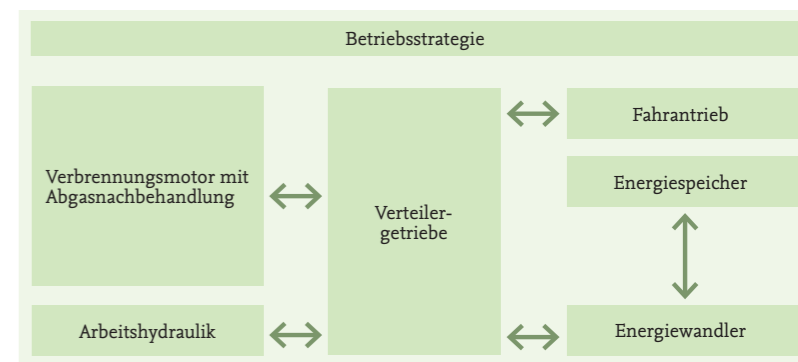 Betriebsstrategie
Verbrennungsmotor mit
Abgasnachbehandlung
Arbeitshydraulik
Verteiler-
getriebe
Fahrantrieb
Energiespeicher
Energiewandler